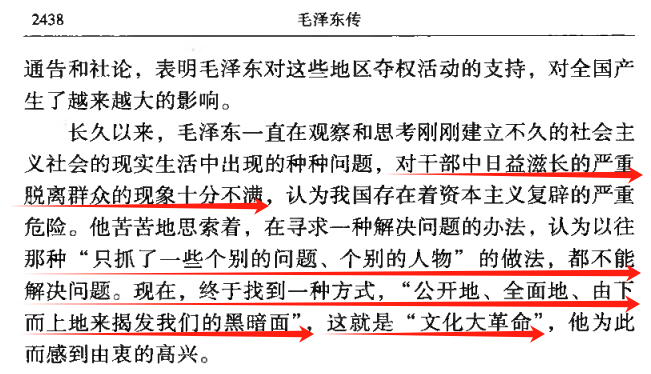 2438 毛泽东传
通告和社论，表明毛泽东对这些地区夺权活动的支持，对全国产
生了越来越大的影响。
长久以来，毛泽东一直在观察和思考刚刚建立不久的社会主
义社会的现实生活中出现的种种问题，对干部中日益滋长的严重
脱离群众的现象十分不满，认为我国存在着资本主义复辟的严重
危险。他苦苦地思索着，在寻求一种解决问题的办法，认为以往
那种“只抓了一些个别的问题、个别的人物”的做法，都不能
解决问题。现在，终于找到一种方式，“公开地、全面地、由下
而上地来揭发我们的黑暗面”，这就是“文化大革命”，他为此
而感到由衷的高兴。